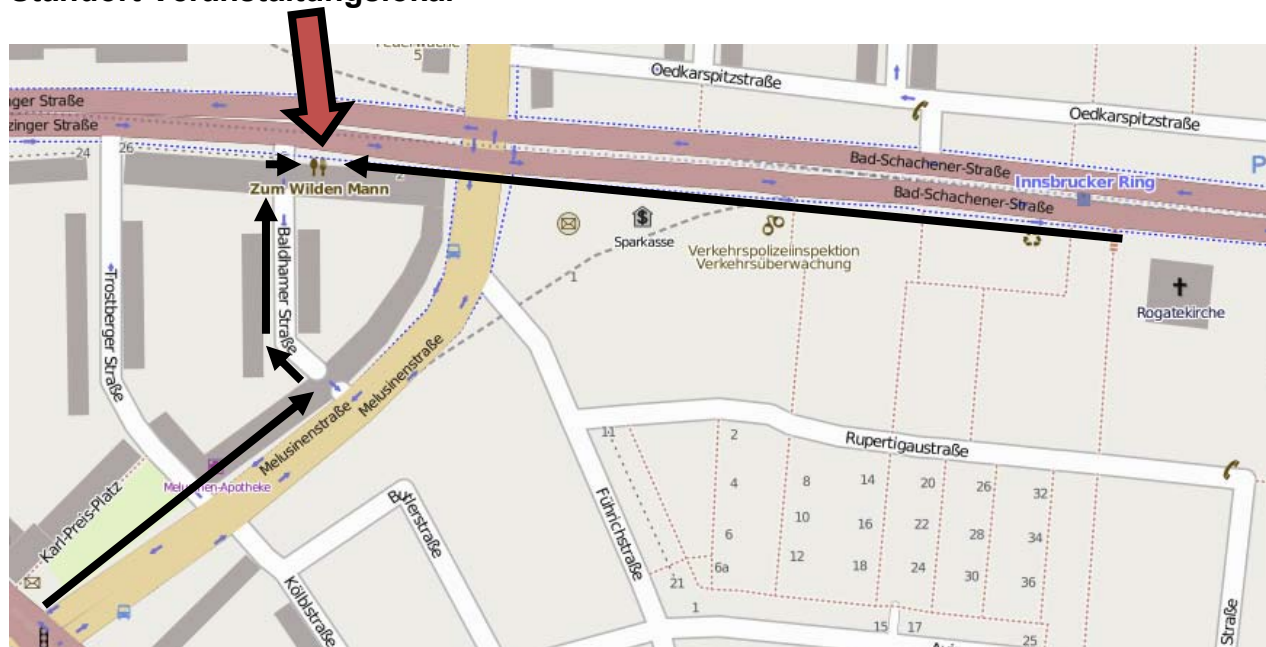 Standort Veranstaltungslokal
5
Oedkarspitzstraße
Oedkarspitzstraße
ger Straße
zinger Straße
24
26
2
Zum Wilden Mann
Bad-Schachener-Straße
Bad-Schachener-Straße
Innsbrucker Ring
P
Sparkasse
Verkehrspolizeiinspektion
Verkehrsüberwachung
1
Rogatekirche
Trostberger Straße
Baldhamer Straße
Melusinenstraße
Melusinenstraße
Karl-Preis-Platz
Kölblstraße
Führichstraße
Rupertigaustraße
11
2
4
6
6a
8
10
12
14
16
18
20
22
24
26
28
30
32
34
36
21
1
15
17
25
Straße